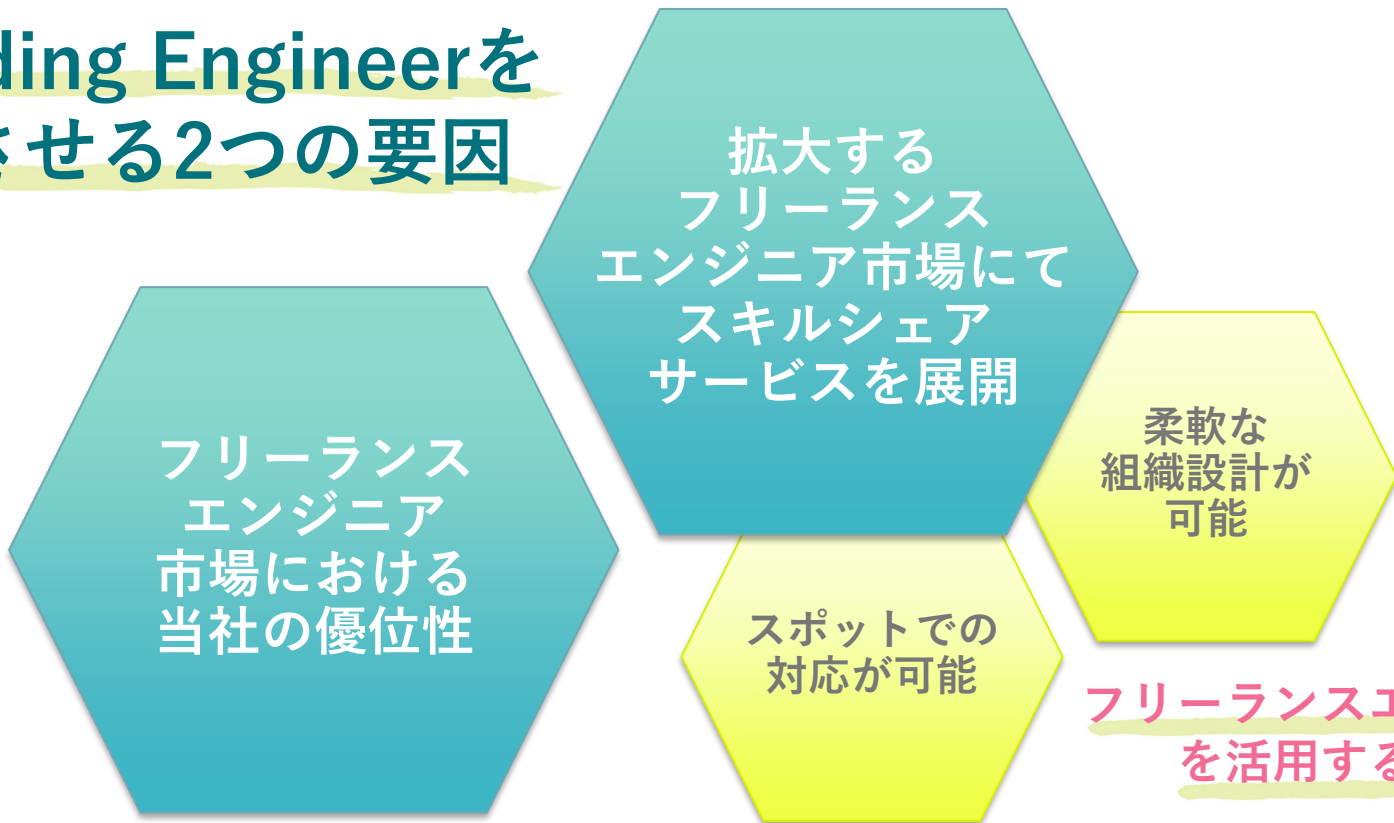 ding Engineerを
させる2つの要因
拡大する
フリーランス
エンジニア市場にて
スキルシェア
サービスを展開
フリーランス
エンジニア
市場における
当社の優位性
柔軟な
組織設計が
可能
スポットでの
対応が可能
フリーランスエ
を活用する